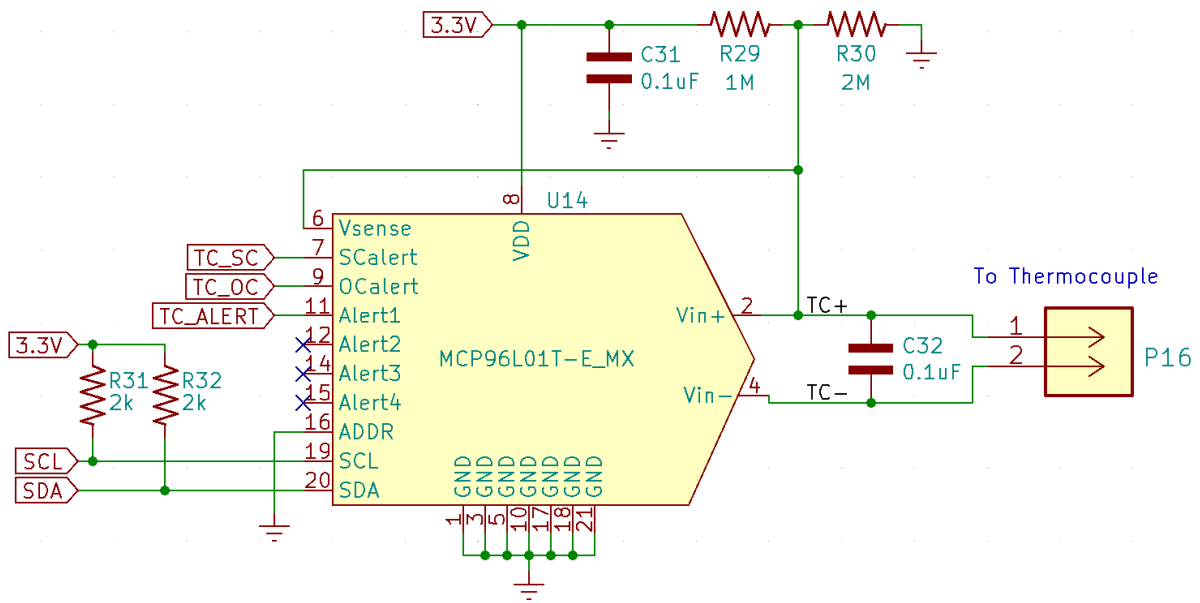 3.3V
C31
0.1uF
R29
1M
R30
2M
U14
8
VDD
6 Vsense
TC_SC 7 SCalert
TC_OC 9 OCalert
TC_ALERT 11 Alert1
12 Alert2
14 Alert3
15 Alert4
16 ADDR
SCL 19 SCL
SDA 20 SDA
3.3V
R31
2k
R32
2k
MCP96L01T-E_MX
Vin+ 2 TC+
Vin- 4 TC-
C32
0.1uF
To Thermocouple
1
2
P16
GND GND GND GND GND GND GND
1 3 5 10 17 18 21